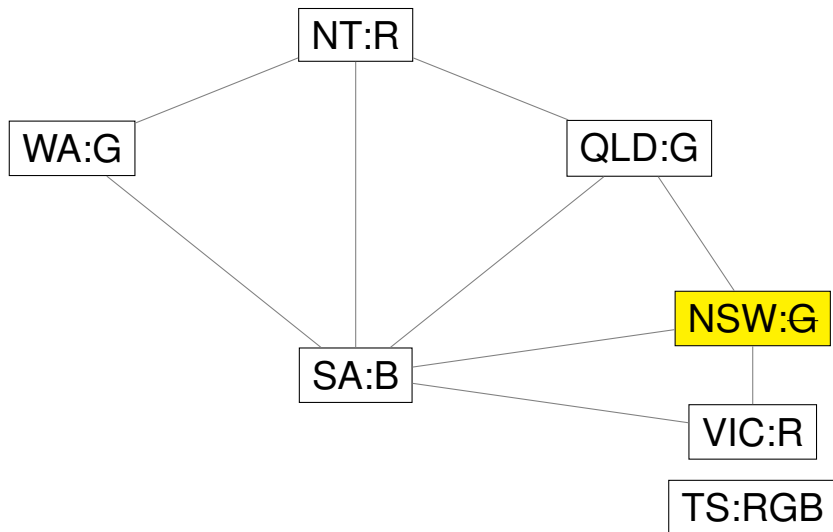 NT:R
WA:G
QLD:G
NSW:G
SA:B
VIC:R
TS:RGB